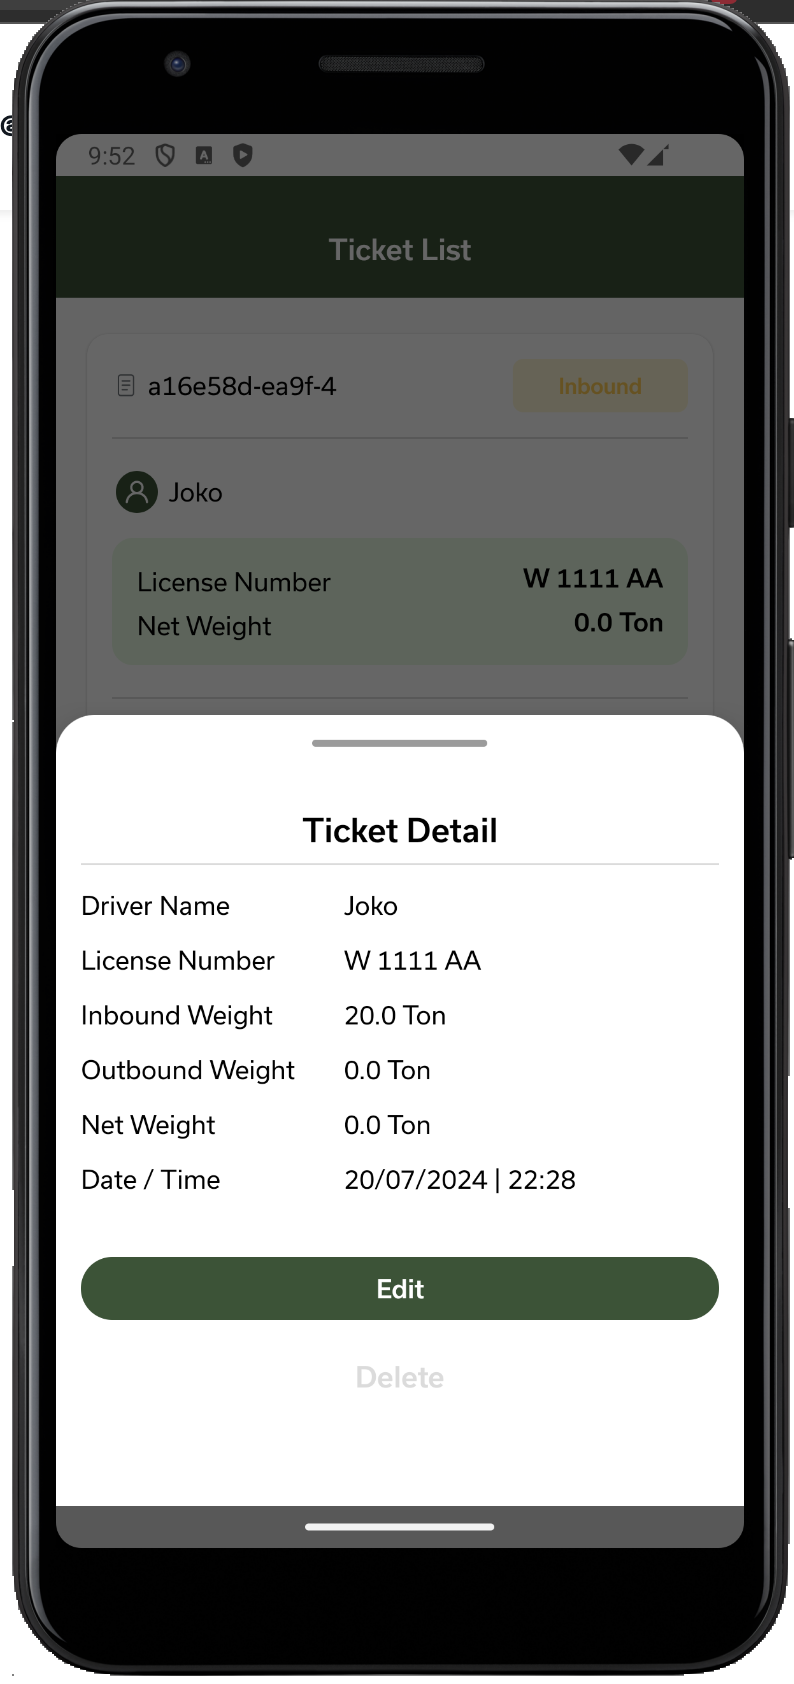 9:52
Ticket List
a16e58d-ea9f-4 Inbound
Joko
License Number W 1111 AA
Net Weight 0.0 Ton
Ticket Detail
Driver Name Joko
License Number W 1111 AA
Inbound Weight 20.0 Ton
Outbound Weight 0.0 Ton
Net Weight 0.0 Ton
Date / Time 20/07/2024 | 22:28
Edit
Delete